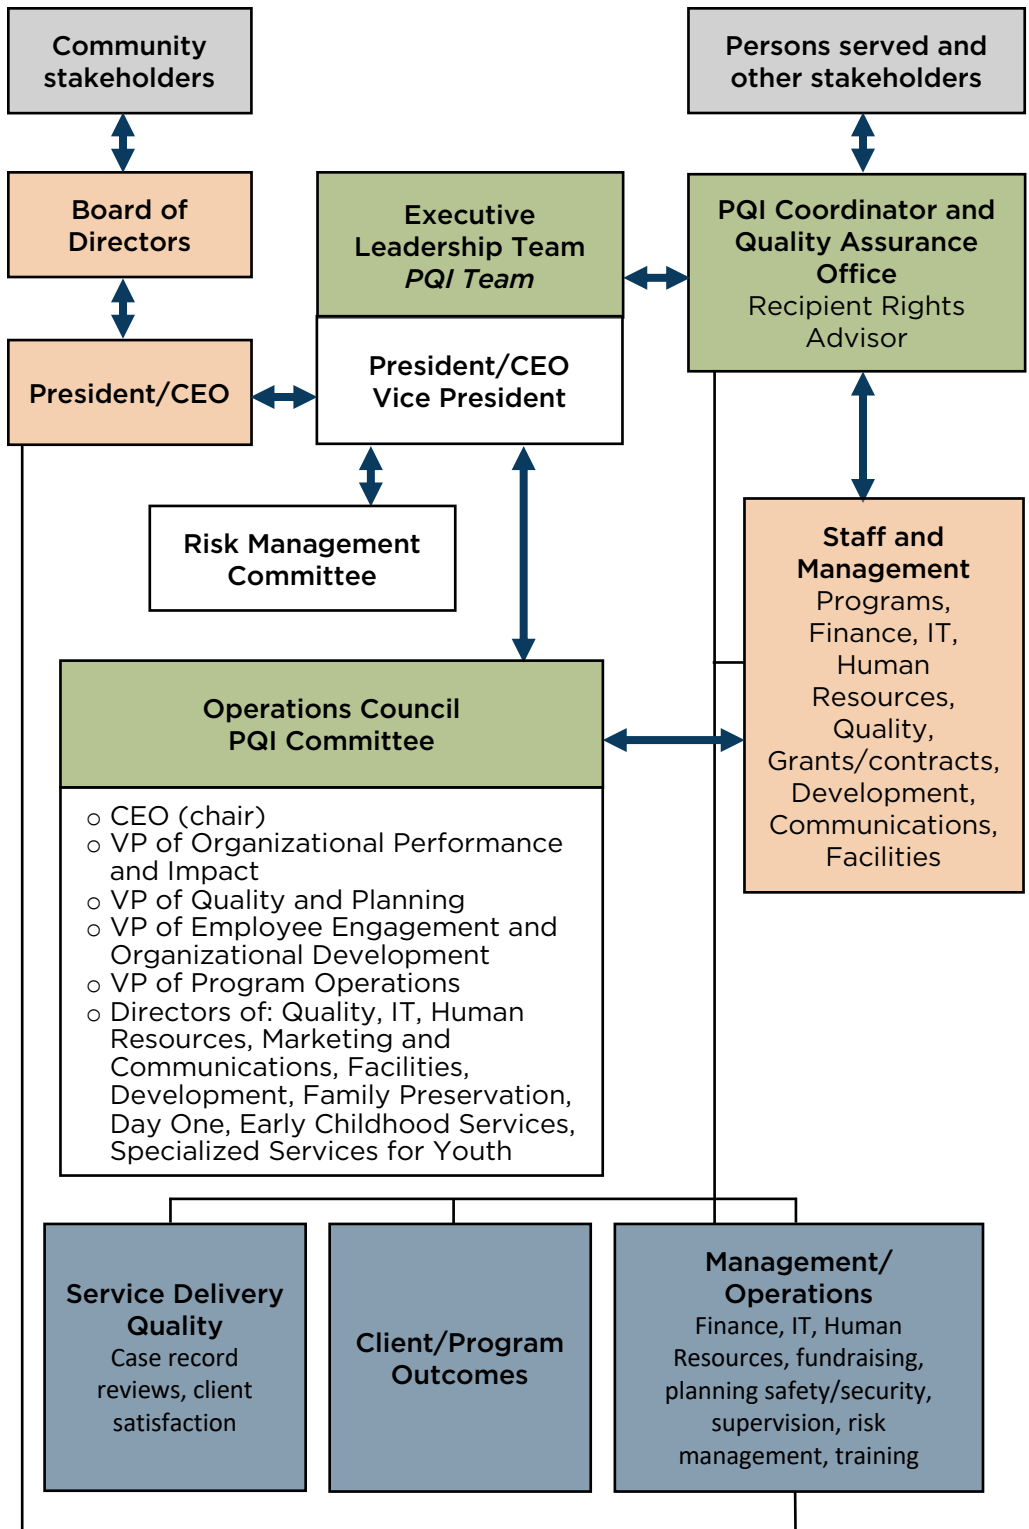 Community
stakeholders
Persons served and
other stakeholders
Board of
Directors
Executive
Leadership Team
PQI Team
PQI Coordinator and
Quality Assurance
Office
Recipient Rights
Advisor
President/CEO
President/CEO
Vice President
Risk Management
Committee
Staff and
Management
Programs,
Finance, IT,
Human
Resources,
Quality,
Grants/contracts,
Development,
Communications,
Facilities
Operations Council
PQI Committee
o CEO (chair)
o VP of Organizational Performance
and Impact
o VP of Quality and Planning
o VP of Employee Engagement and
Organizational Development
o VP of Program Operations
o Directors of: Quality, IT, Human
Resources, Marketing and
Communications, Facilities,
Development, Family Preservation,
Day One, Early Childhood Services,
Specialized Services for Youth
Service Delivery
Quality
Case record
reviews, client
satisfaction
Client/Program
Outcomes
Management/
Operations
Finance, IT, Human
Resources, fundraising,
planning safety/security,
supervision, risk
management, training